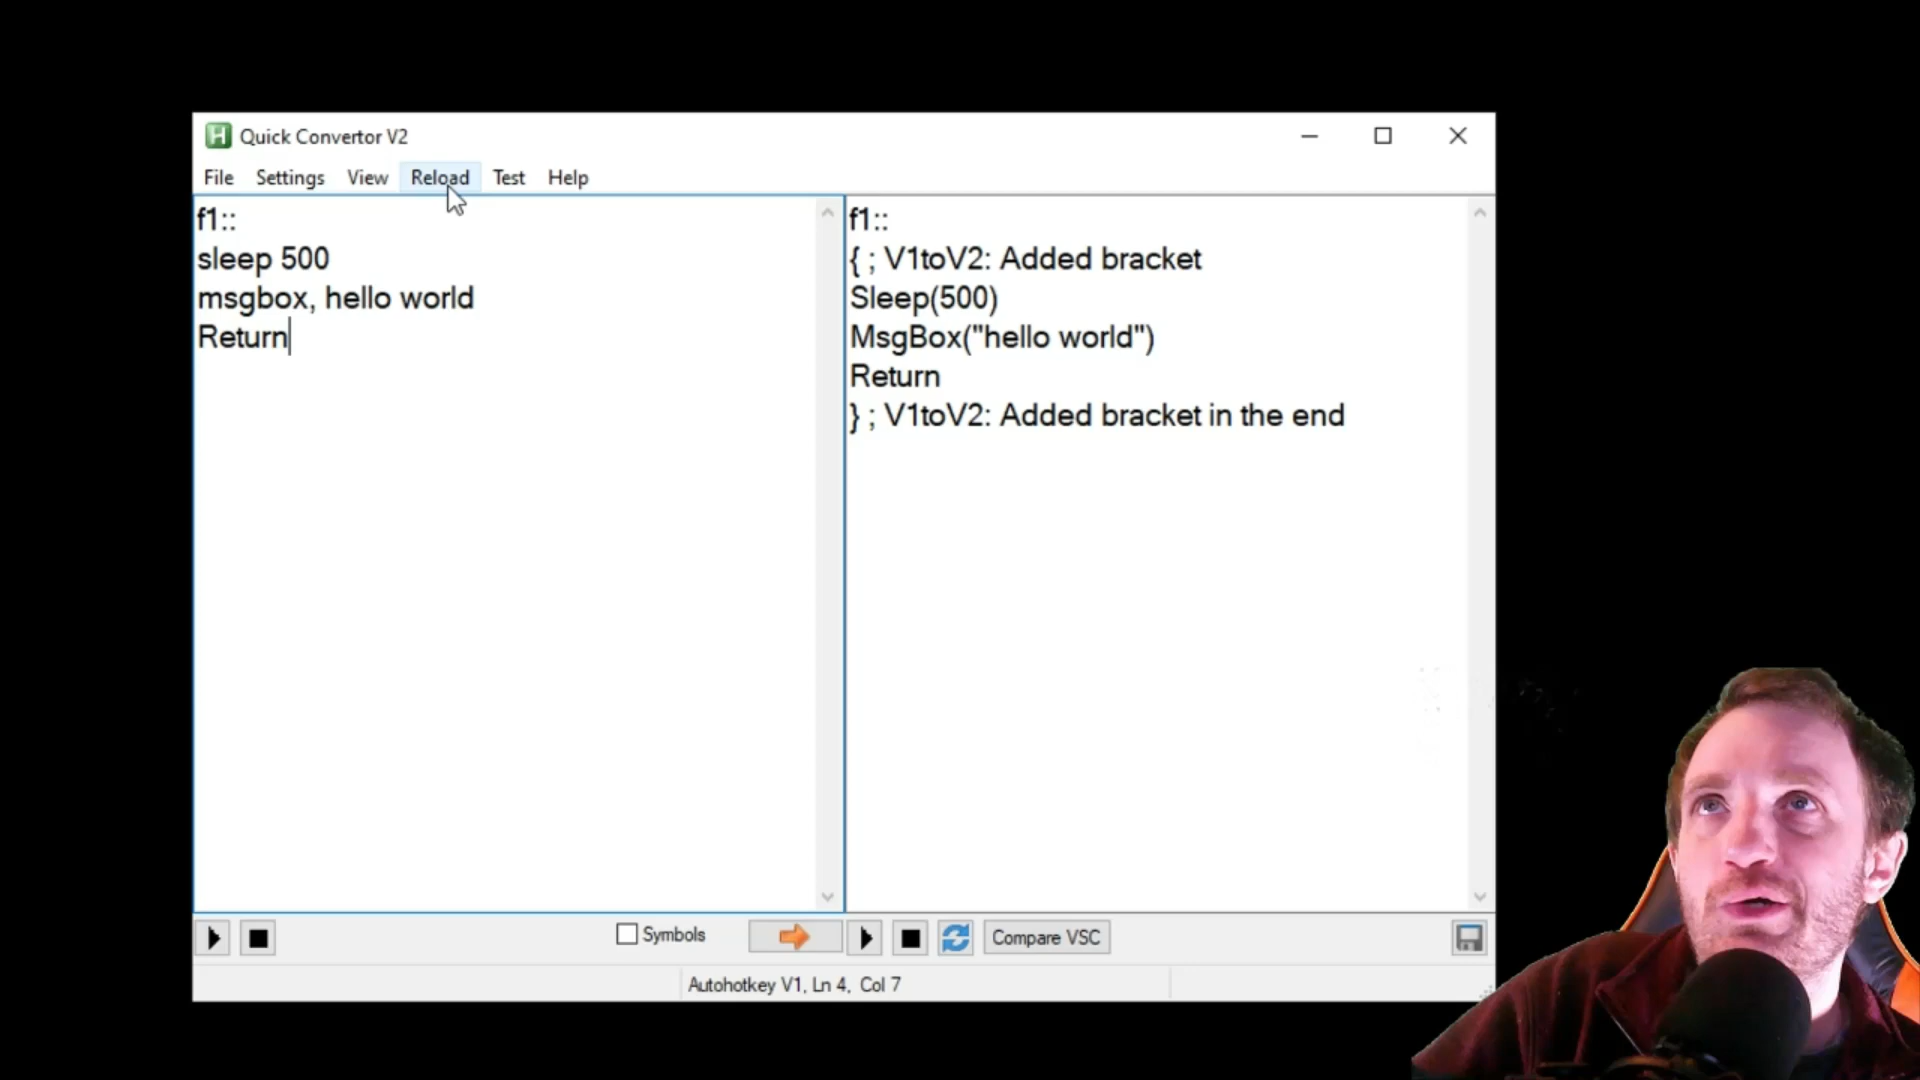 Quick Convertor V2
File Settings View Reload Test Help
f1::
sleep 500
msgbox, hello world
Return
f1::
{ ; V1toV2: Added bracket
Sleep(500)
MsgBox("hello world")
Return
} ; V1toV2: Added bracket in the end
Symbols
Compare VSC
Autohotkey V1, Ln 4, Col 7